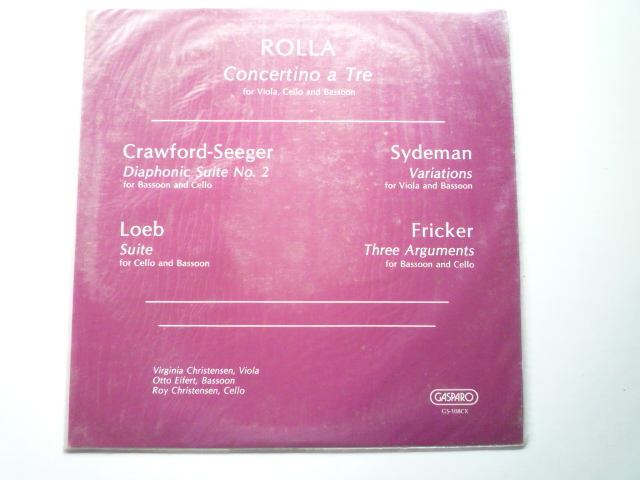 ROLLA
Concertino a Tre
for Viola, Cello and Bassoon
Crawford-Seeger
Diaphonic Suite No. 2
for Bassoon and Cello
Sydeman
Variations
for Viola and Bassoon
Loeb
Suite
for Cello and Bassoon
Fricker
Three Arguments
for Bassoon and Cello
Virginia Christensen, Viola
Otto Eifert, Bassoon
Roy Christensen, Cello
GASPARO
GS-108CX